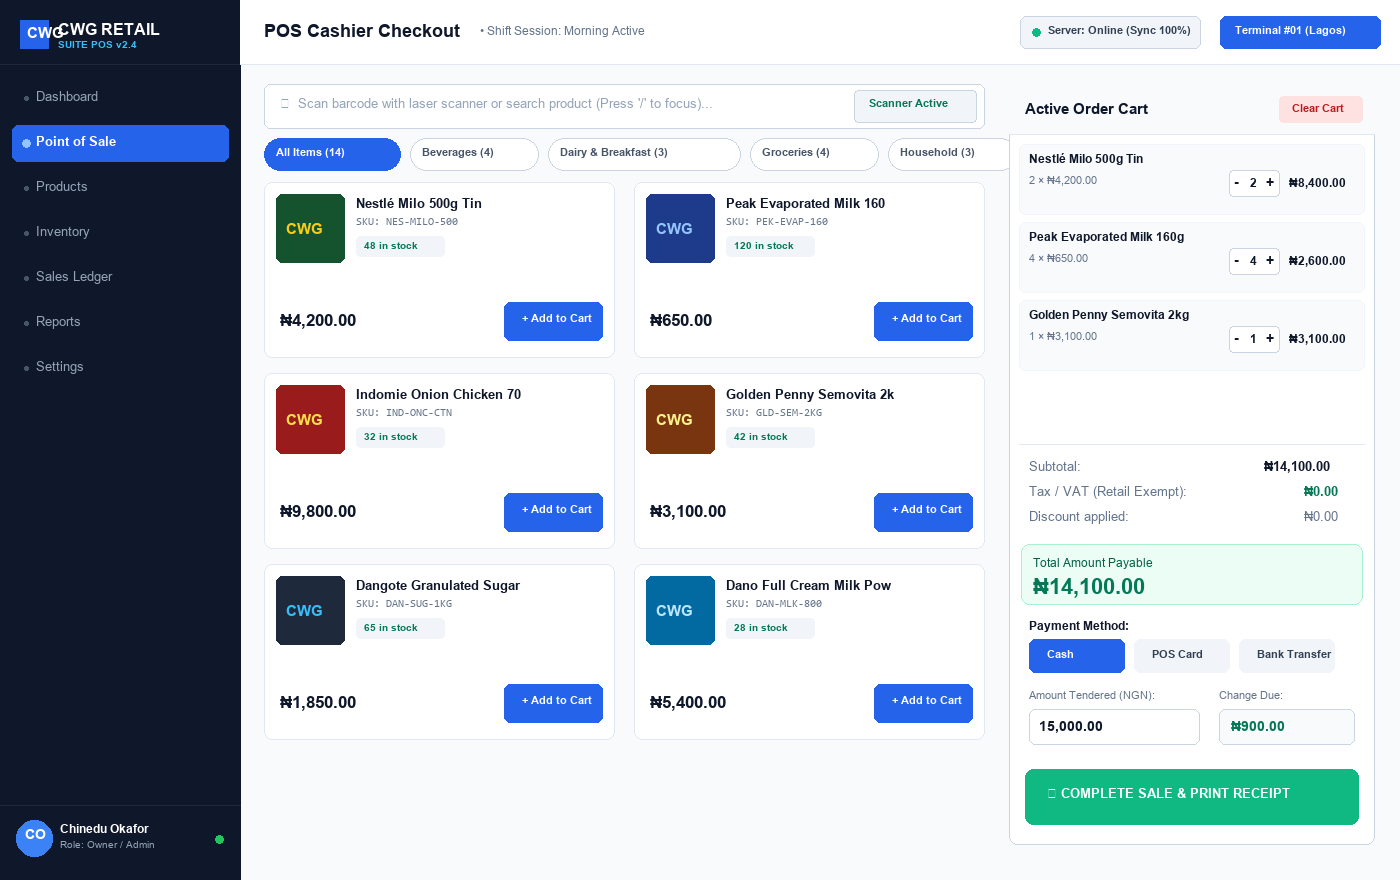 CWG
CWG RETAIL
SUITE POS v2.4
Dashboard
Point of Sale
Products
Inventory
Sales Ledger
Reports
Settings
CO
Chinedu Okafor
Role: Owner / Admin
POS Cashier Checkout
• Shift Session: Morning Active
Server: Online (Sync 100%)
Terminal #01 (Lagos)
Scan barcode with laser scanner or search product (Press '/' to focus)...
Scanner Active
All Items (14)
Beverages (4)
Dairy & Breakfast (3)
Groceries (4)
Household (3)
CWG
Nestlé Milo 500g Tin
SKU: NES-MILO-500
48 in stock
₦4,200.00
+ Add to Cart
CWG
Peak Evaporated Milk 160
SKU: PEK-EVAP-160
120 in stock
₦650.00
+ Add to Cart
CWG
Indomie Onion Chicken 70
SKU: IND-ONC-CTN
32 in stock
₦9,800.00
+ Add to Cart
CWG
Golden Penny Semovita 2k
SKU: GLD-SEM-2KG
42 in stock
₦3,100.00
+ Add to Cart
CWG
Dangote Granulated Sugar
SKU: DAN-SUG-1KG
65 in stock
₦1,850.00
+ Add to Cart
CWG
Dano Full Cream Milk Pow
SKU: DAN-MLK-800
28 in stock
₦5,400.00
+ Add to Cart
Active Order Cart
Clear Cart
Nestlé Milo 500g Tin
2 × ₦4,200.00
- 2 +
₦8,400.00
Peak Evaporated Milk 160g
4 × ₦650.00
- 4 +
₦2,600.00
Golden Penny Semovita 2kg
1 × ₦3,100.00
- 1 +
₦3,100.00
Subtotal:
₦14,100.00
Tax / VAT (Retail Exempt):
₦0.00
Discount applied:
₦0.00
Total Amount Payable
₦14,100.00
Payment Method:
Cash
POS Card
Bank Transfer
Amount Tendered (NGN):
Change Due:
15,000.00
₦900.00
COMPLETE SALE & PRINT RECEIPT